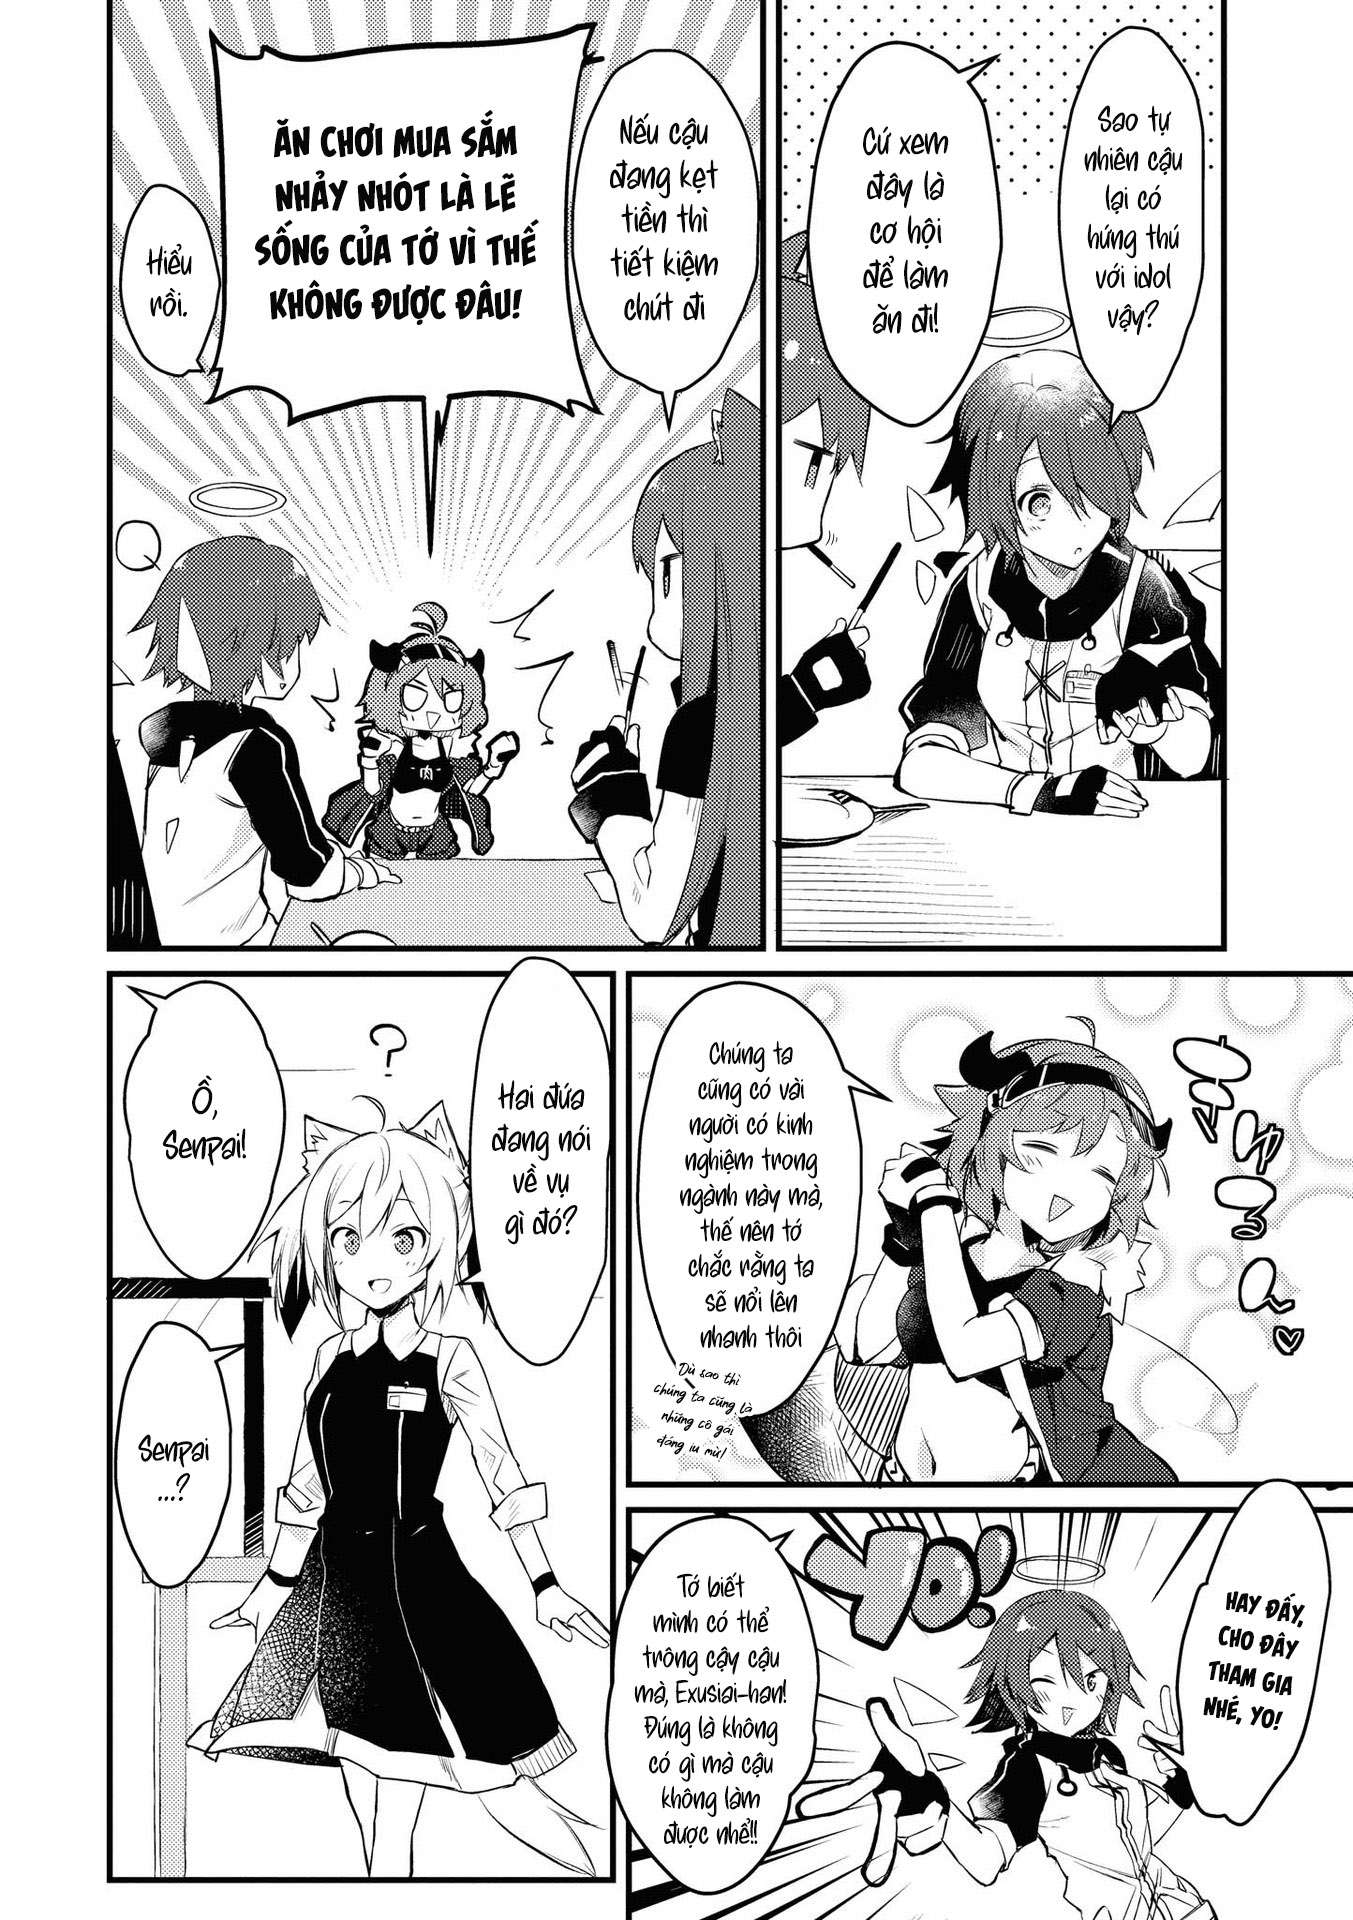 Sao tự
nhiên cậu
lại có
hứng thú
với idol
vậy?
Cứ xem
đây là
cơ hội
để làm
ăn đi!
Nếu cậu
đang kẹt
tiền thì
tiết kiệm
chút đi
ĂN CHƠI MUA SẮM
NHẢY NHÓT LÀ LẼ
SỐNG CỦA TỚ VÌ THẾ
KHÔNG ĐƯỢC ĐÂU!
Hiểu
rồi.
Chúng ta
cũng có vài
người có kinh
nghiệm trong
ngành này mà,
thế nên tớ
chắc rằng ta
sẽ nổi lên
nhanh thôi
Dù sao thì
chúng ta cũng là
những cô gái
đáng iu mừ!
きゅるん♡
HAY ĐẤY,
CHO ĐÂY
THAM GIA
NHÉ, YO!
YO!
Tớ biết
mình có thể
trông cậy cậu
mà, Exusiai-han!
Đúng là không
có gì mà cậu
không làm
được nhể!!
Hai đứa
đang nói
về vụ
gì đó?
?
Ồ,
Senpai!
Senpai
...?